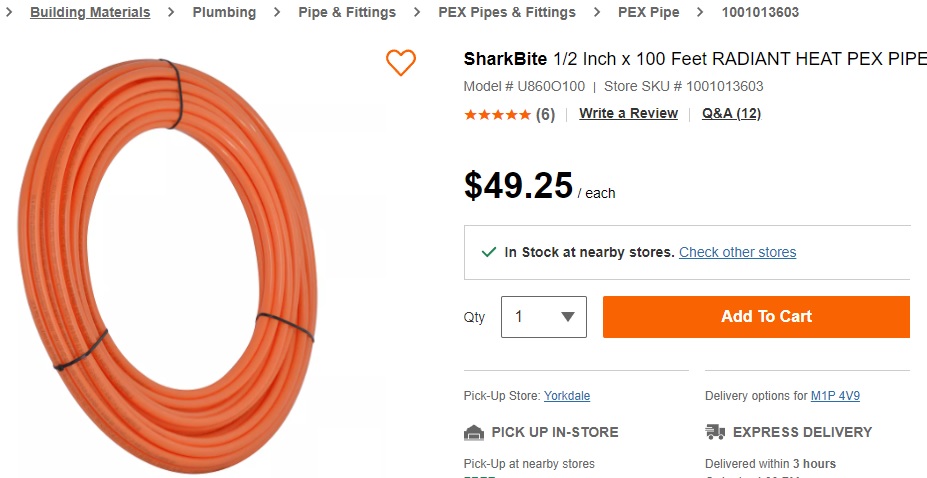 > Building Materials > Plumbing > Pipe & Fittings > PEX Pipes & Fittings > PEX Pipe > 1001013603
SharkBite 1/2 Inch x 100 Feet RADIANT HEAT PEX PIPE
Model # U860O100 | Store SKU # 1001013603
(6) | Write a Review | Q&A (12)
$49.25 / each
In Stock at nearby stores. Check other stores
Qty 1 Add To Cart
Pick-Up Store: Yorkdale
Delivery options for M1P 4V9
PICK UP IN-STORE
EXPRESS DELIVERY
Pick-Up at nearby stores
Delivered within 3 hours